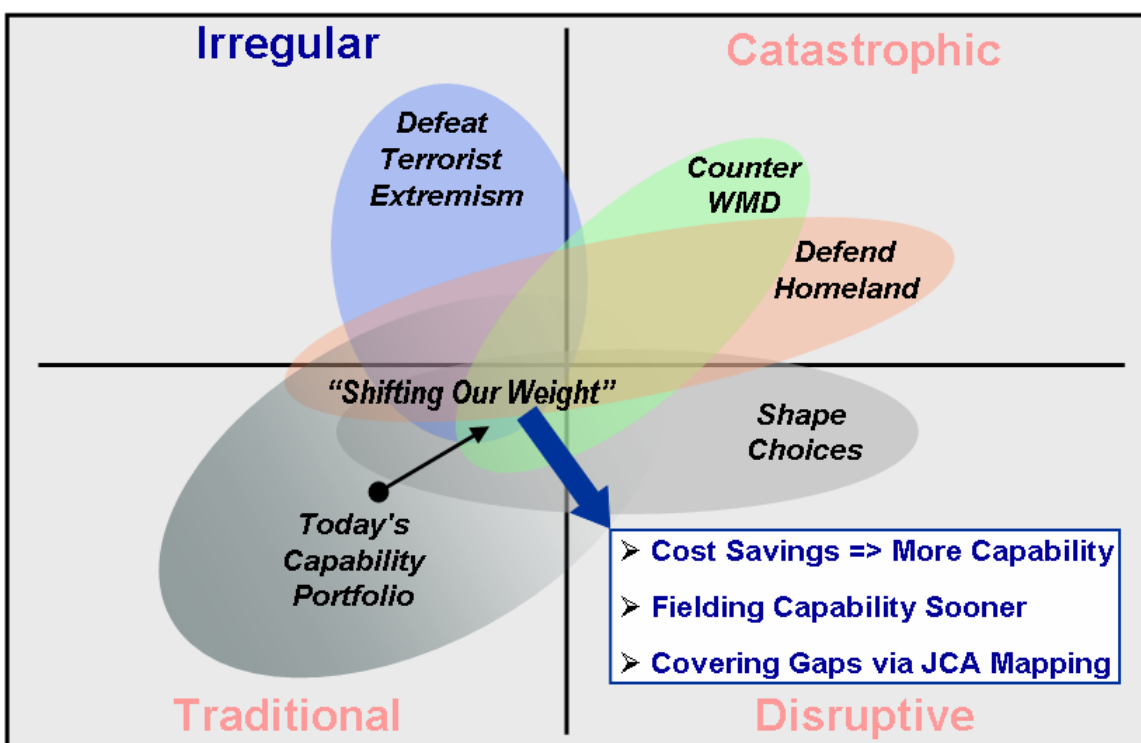 Irregular
Catastrophic
Defeat
Terrorist
Extremism
Counter
WMD
Defend
Homeland
“Shifting Our Weight”
Shape
Choices
Today's
Capability
Portfolio
➢ Cost Savings => More Capability
➢ Fielding Capability Sooner
➢ Covering Gaps via JCA Mapping
Traditional
Disruptive